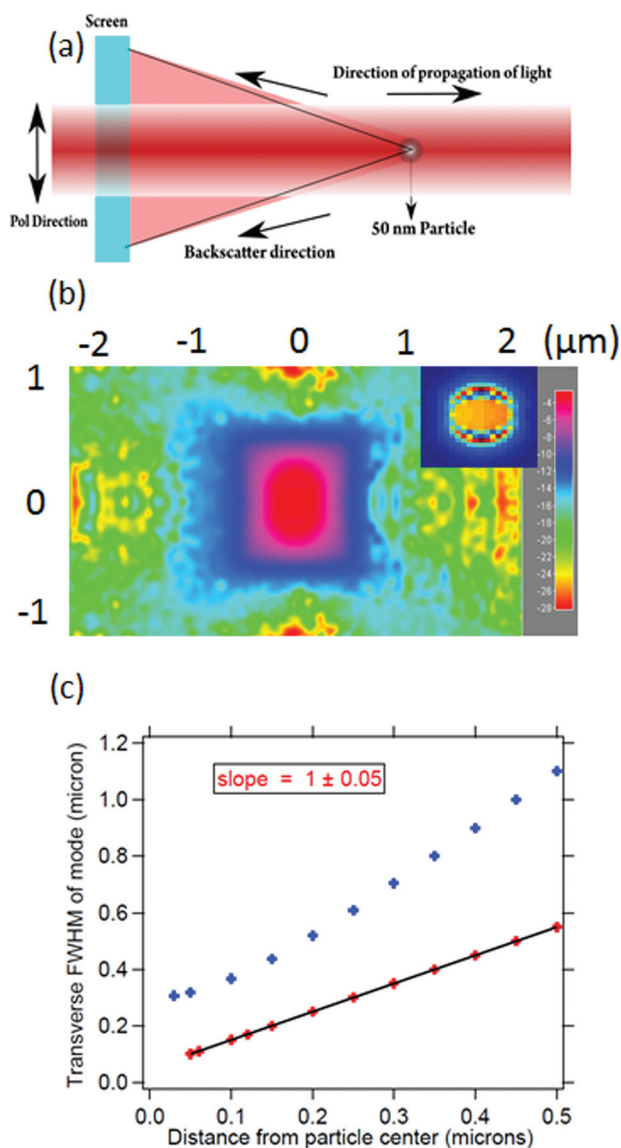 (a)
Screen
Direction of propagation of light
Pol Direction
50 nm Particle
Backscatter direction
(b)
-2 -1 0 1 2 (μm)
1
0
-1
-4
-6
-8
-10
-12
-14
-16
-18
-20
-22
-24
-26
-28
(c)
Transverse FWHM of mode (micron)
1.2
1.0
0.8
0.6
0.4
0.2
0.0
slope = 1 ± 0.05
0.0 0.1 0.2 0.3 0.4 0.5
Distance from particle center (microns)